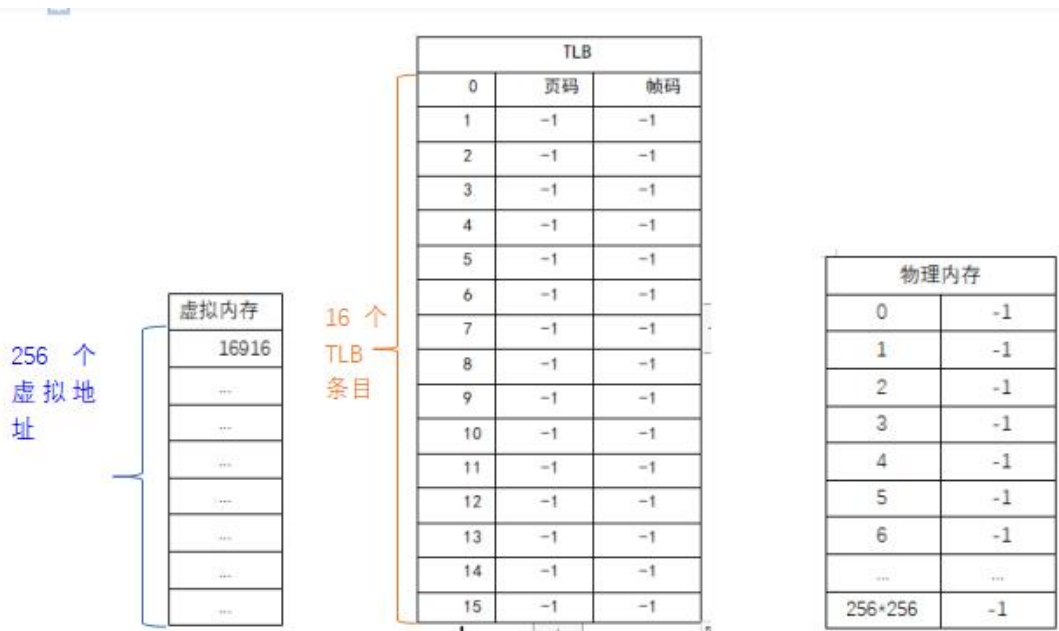 TLB
0 页码 帧码
1 -1 -1
2 -1 -1
3 -1 -1
4 -1 -1
5 -1 -1
6 -1 -1
7 -1 -1
8 -1 -1
9 -1 -1
10 -1 -1
11 -1 -1
12 -1 -1
13 -1 -1
14 -1 -1
15 -1 -1
虚拟内存
16916
...
...
...
...
...
...
...
256 个
虚拟地
址
16 个
TLB
条目
物理内存
0 -1
1 -1
2 -1
3 -1
4 -1
5 -1
6 -1
... ...
256*256 -1